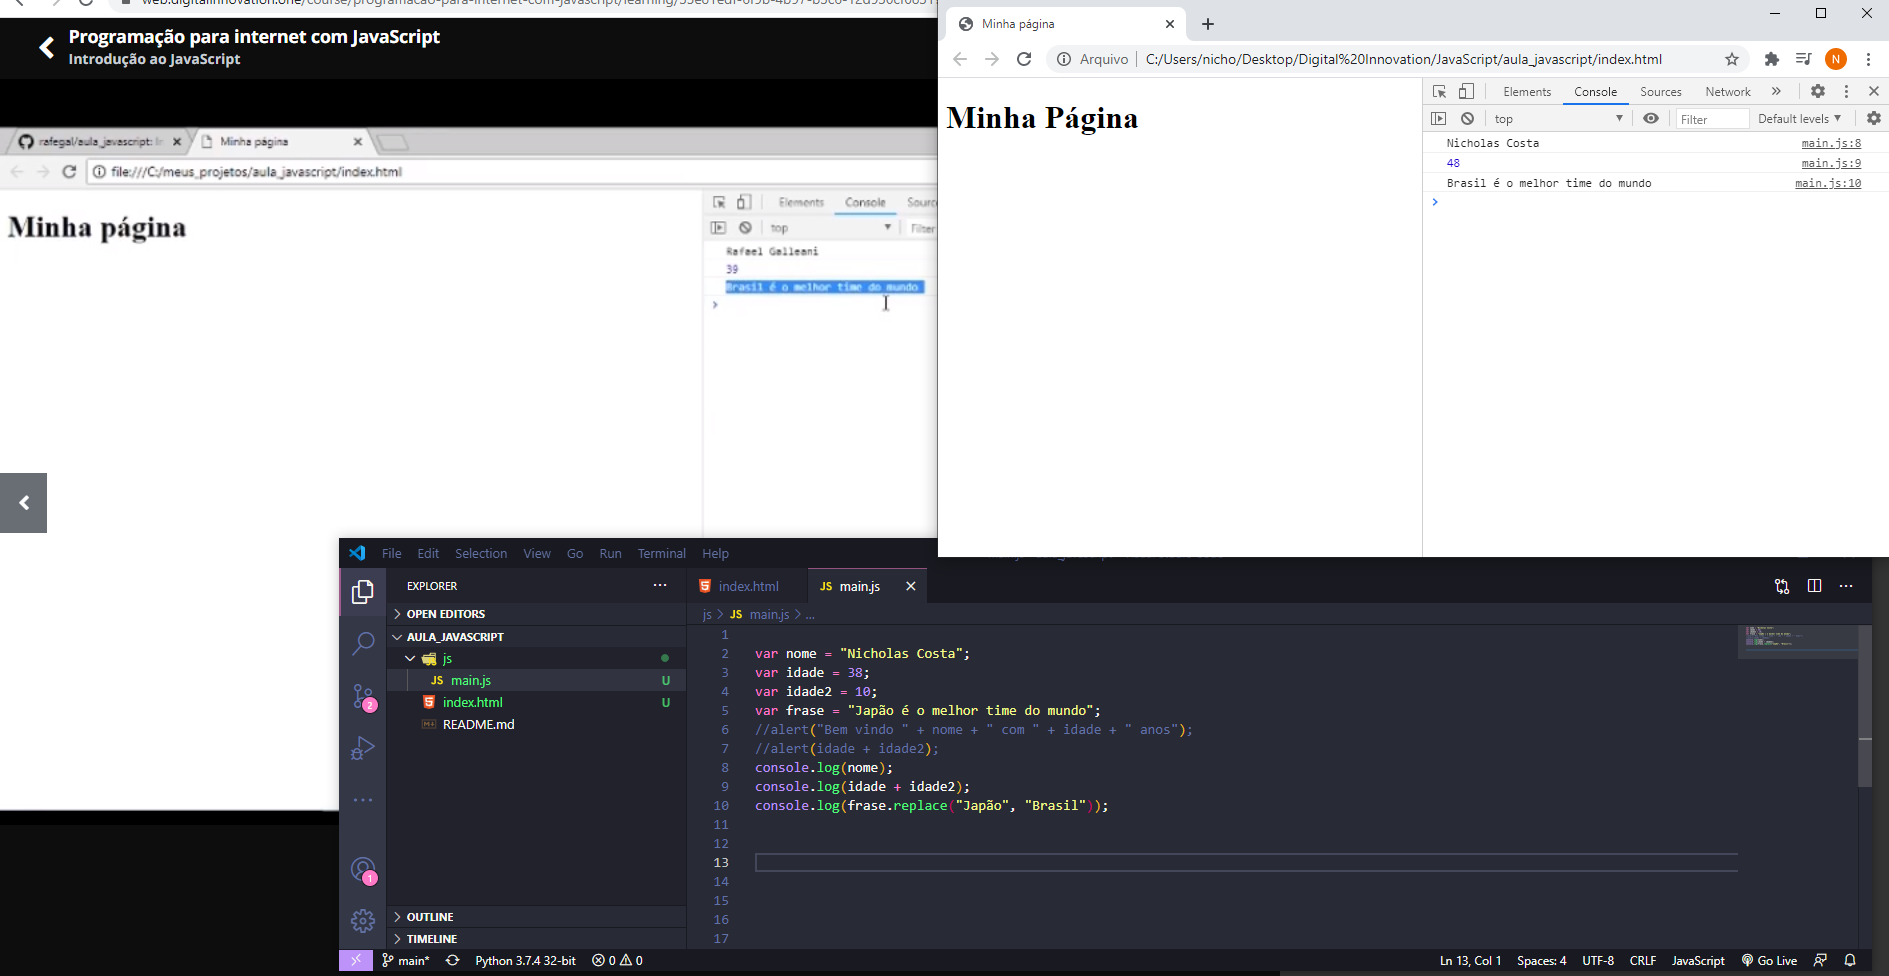 Programação para internet com JavaScript
Introdução ao JavaScript
rafegal/aula_javascript:
Minha página
file:///C:/meus_projetos/aula_javascript/index.html
Minha página
Elements
Console
top
Filter
Rafael Galleani
39
Brasil é o melhor time do mundo
Minha página
Arquivo
C:/Users/nicho/Desktop/Digital%20Innovation/JavaScript/aula_javascript/index.html
N
Minha Página
Elements
Console
Sources
Network
top
Filter
Default levels
Nicholas Costa main.js:8
48 main.js:9
Brasil é o melhor time do mundo main.js:10
File Edit Selection View Go Run Terminal Help
EXPLORER
OPEN EDITORS
AULA_JAVASCRIPT
js
JS main.js U
index.html U
README.md
2
1
OUTLINE
TIMELINE
index.html
JS main.js
js > JS main.js > ...
1
2 var nome = "Nicholas Costa";
3 var idade = 38;
4 var idade2 = 10;
5 var frase = "Japão é o melhor time do mundo";
6 //alert("Bem vindo " + nome + " com " + idade + " anos");
7 //alert(idade + idade2);
8 console.log(nome);
9 console.log(idade + idade2);
10 console.log(frase.replace("Japão", "Brasil"));
11
12
13
14
15
16
17
main*
Python 3.7.4 32-bit
0
0
Ln 13, Col 1
Spaces: 4
UTF-8
CRLF
JavaScript
Go Live